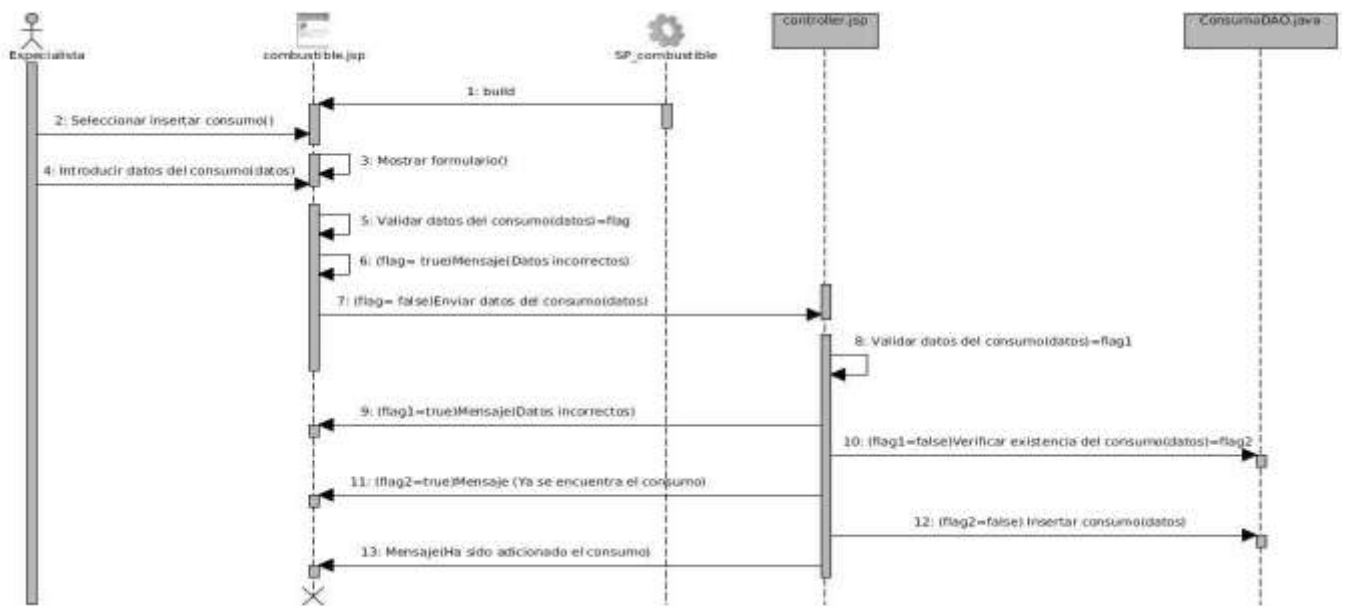 Especialista
combustible.jsp
SP_combustible
controller.jsp
ConsumoDAO.java
1: build
2: Seleccionar insertar consumo()
3: Mostrar formulario()
4: Introducir datos del consumo(datos)
5: Validar datos del consumo(datos)=flag
6: (flag= true)Mensaje(Datos incorrectos)
7: (flag= false)Enviar datos del consumo(datos)
8: Validar datos del consumo(datos)=flag1
9: (flag1=true)Mensaje(Datos incorrectos)
10: (flag1=false)Verificar existencia del consumo(datos)=flag2
11: (flag2=true)Mensaje (Ya se encuentra el consumo)
12: (flag2=false) Insertar consumo(datos)
13: Mensaje(Ha sido adicionado el consumo)